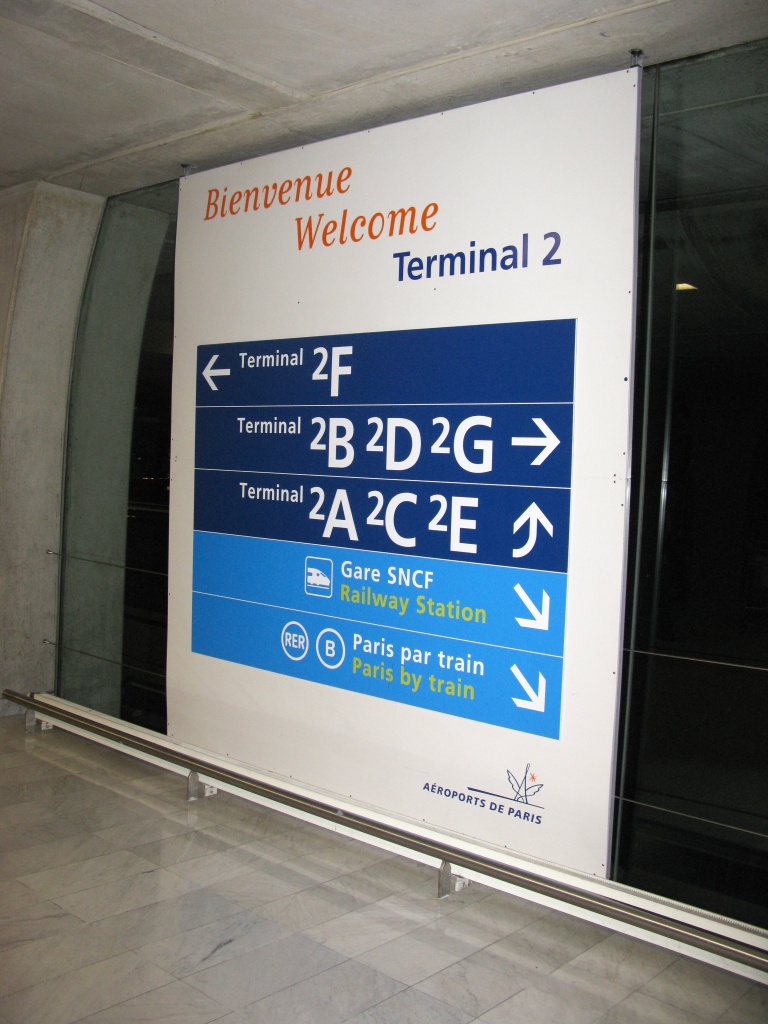 Bienvenue
Welcome
Terminal 2
Terminal 2F
Terminal 2B 2D 2G
Terminal 2A 2C 2E
Gare SNCF
Railway Station
RER B Paris par train
Paris by train
AÉROPORTS DE PARIS